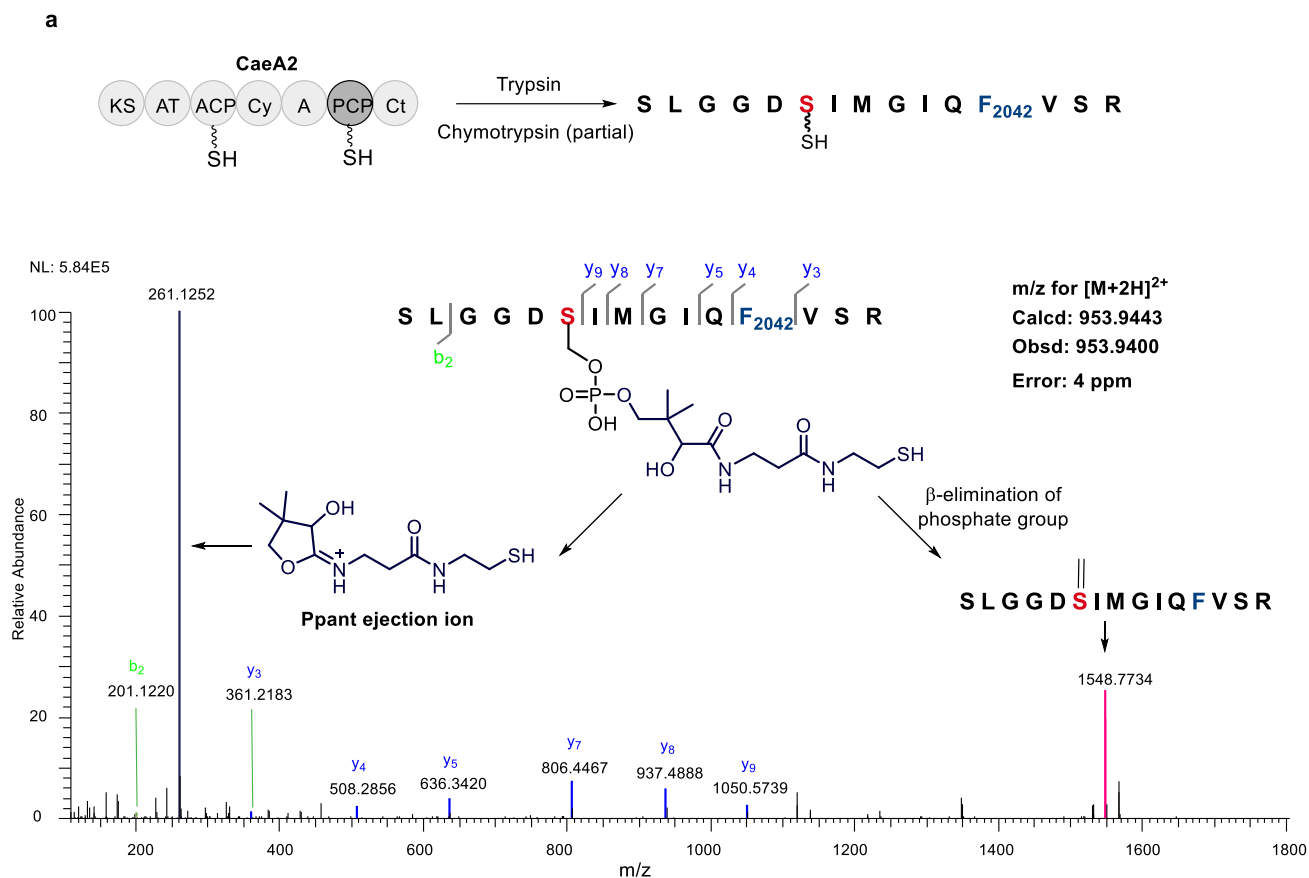 a
CaeA2
KS AT ACP Cy A PCP Ct
SH SH
Trypsin
Chymotrypsin (partial)
S L G G D S I M G I Q F2042 V S R
SH
NL: 5.84E5
y9 y8 y7 y5 y4 y3
S L G G D S I M G I Q F2042 V S R
b2
m/z for [M+2H]2+
Calcd: 953.9443
Obsd: 953.9400
Error: 4 ppm
O
O=P-O
OH
HO
O
N
H
O
N
H
SH
β-elimination of
phosphate group
OH
O
N
H
+
O
N
H
SH
Ppant ejection ion
S L G G D S I M G I Q F V S R
261.1252
b2
201.1220
y3
361.2183
y4
508.2856
y5
636.3420
y7
806.4467
y8
937.4888
y9
1050.5739
1548.7734
Relative Abundance
100
80
60
40
20
0
200 400 600 800 1000 1200 1400 1600 1800
m/z